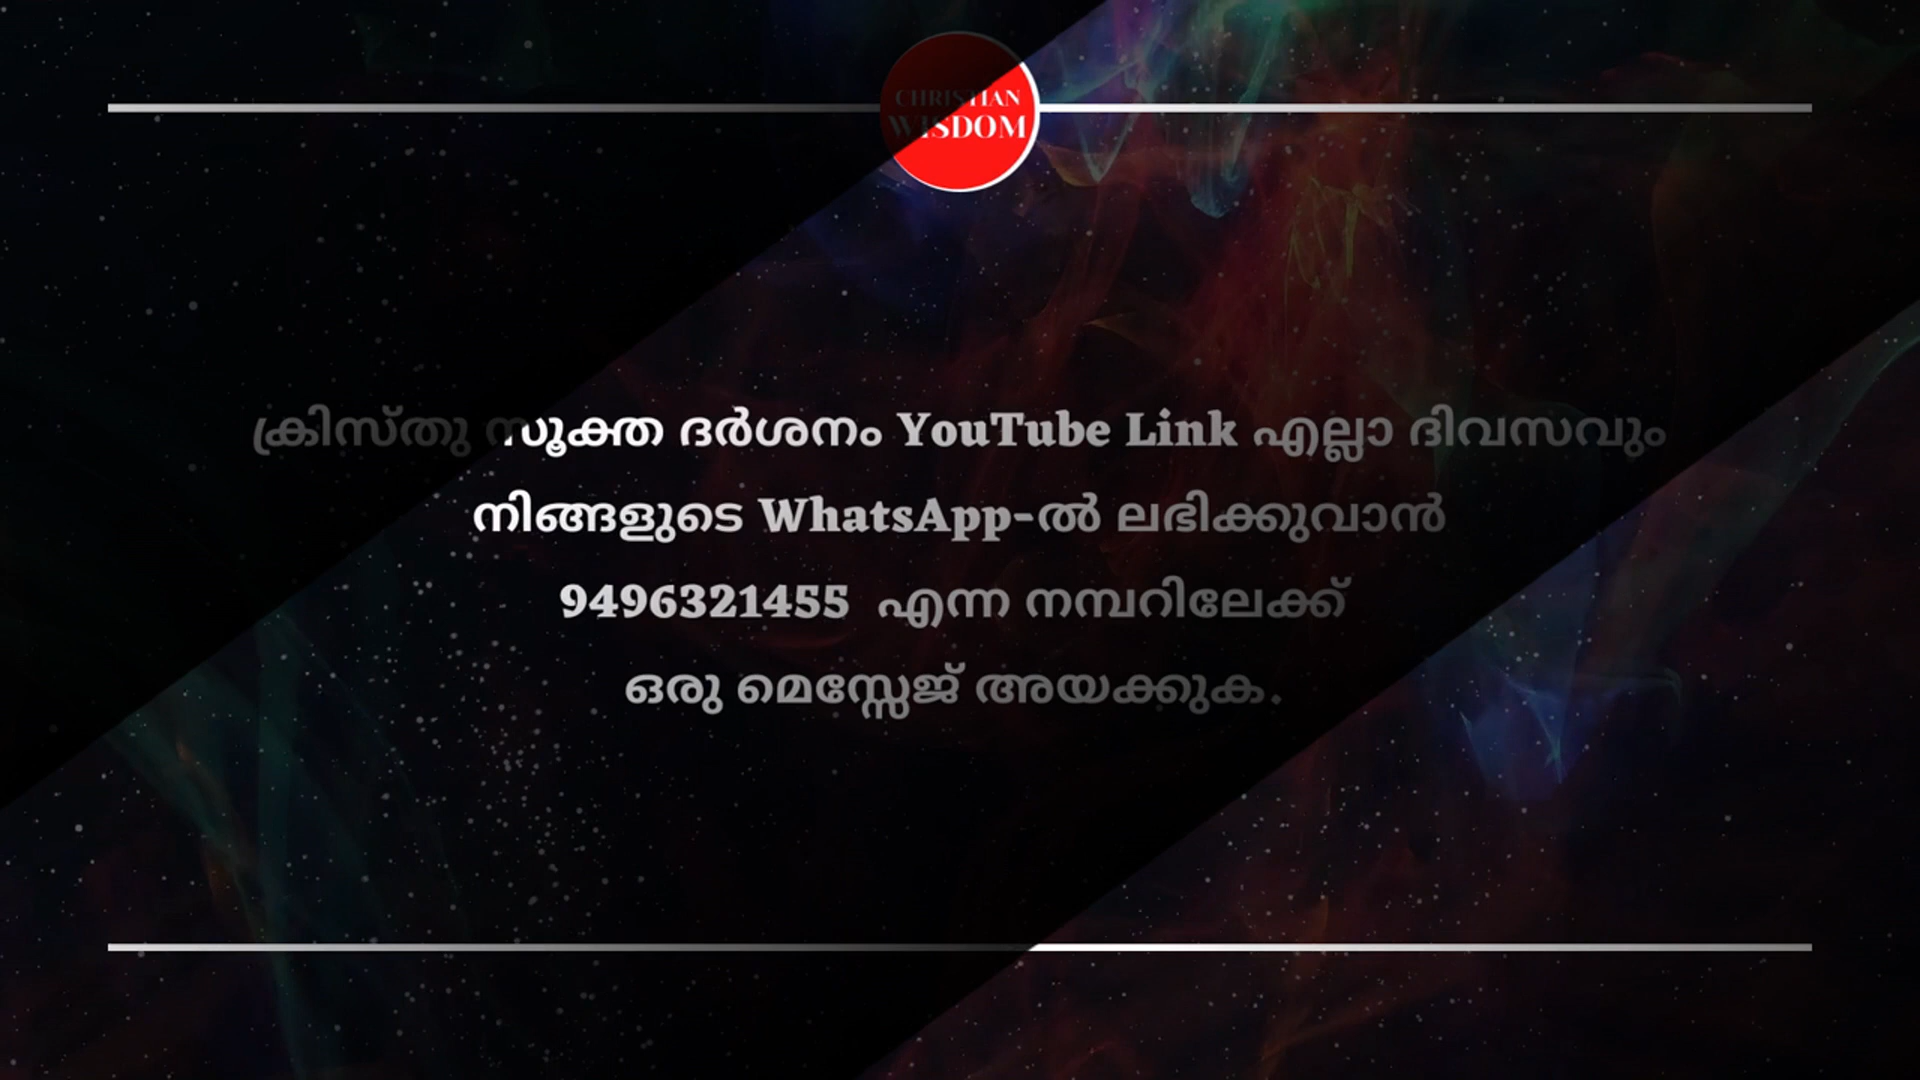 CHRISTIAN
WISDOM
ക്രിസ്തു സൂക്ത ദർശനം YouTube Link എല്ലാ ദിവസവും
നിങ്ങളുടെ WhatsApp-ൽ ലഭിക്കുവാൻ
9496321455 എന്ന നമ്പറിലേക്ക്
ഒരു മെസ്സേജ് അയക്കുക.